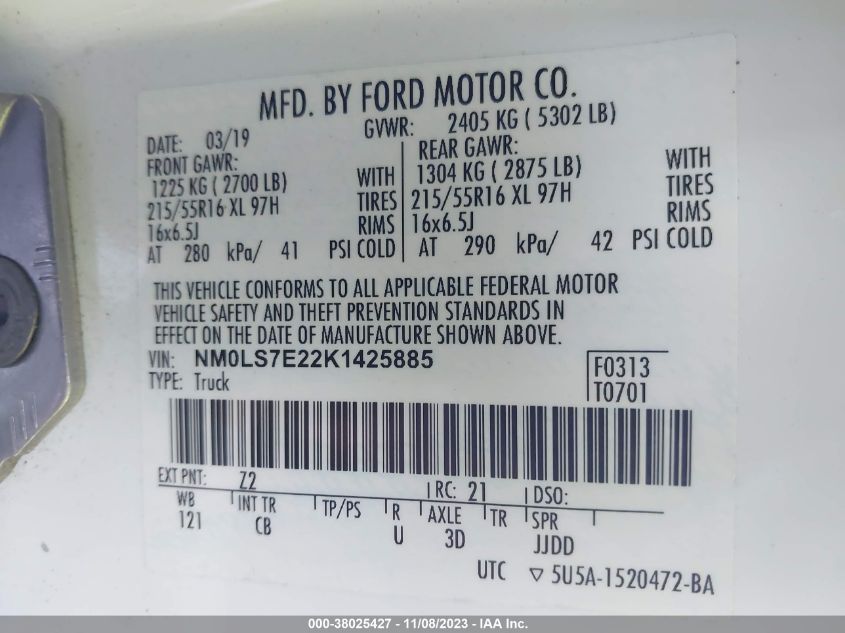 MFD. BY FORD MOTOR CO.
DATE: 03/19 GVWR: 2405 KG ( 5302 LB)
FRONT GAWR: REAR GAWR:
1225 KG ( 2700 LB) WITH 1304 KG ( 2875 LB) WITH
215/55R16 XL 97H TIRES 215/55R16 XL 97H TIRES
16x6.5J RIMS 16x6.5J RIMS
AT 280 kPa/ 41 PSI COLD AT 290 kPa/ 42 PSI COLD
THIS VEHICLE CONFORMS TO ALL APPLICABLE FEDERAL MOTOR
VEHICLE SAFETY AND THEFT PREVENTION STANDARDS IN
EFFECT ON THE DATE OF MANUFACTURE SHOWN ABOVE.
VIN: NM0LS7E22K1425885 F0313
TYPE: Truck T0701
EXT PNT: Z2 RC: 21 DSO:
WB INT TR TP/PS R AXLE TR SPR
121 CB U 3D JJDD
UTC ▽ 5U5A-1520472-BA
000-38025427 - 11/08/2023 - IAA Inc.